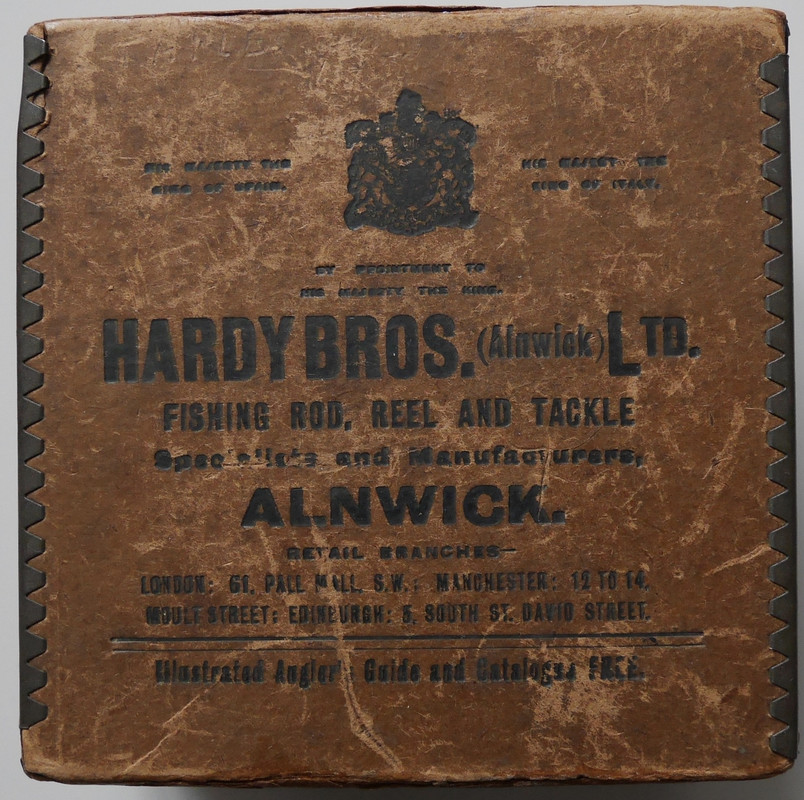 HIS MAJESTY THE
KING OF SPAIN.
HIS MAJESTY THE
KING OF ITALY.
BY APPOINTMENT TO
HIS MAJESTY THE KING.
HARDY BROS. (Alnwick) LTD.
FISHING ROD, REEL AND TACKLE
Specialists and Manufacturers,
ALNWICK.
RETAIL BRANCHES—
LONDON: 61, PALL MALL, S.W.; MANCHESTER: 12 TO 14,
MOULT STREET; EDINBURGH: 5, SOUTH ST. DAVID STREET.
Illustrated Angler's Guide and Catalogue FREE.